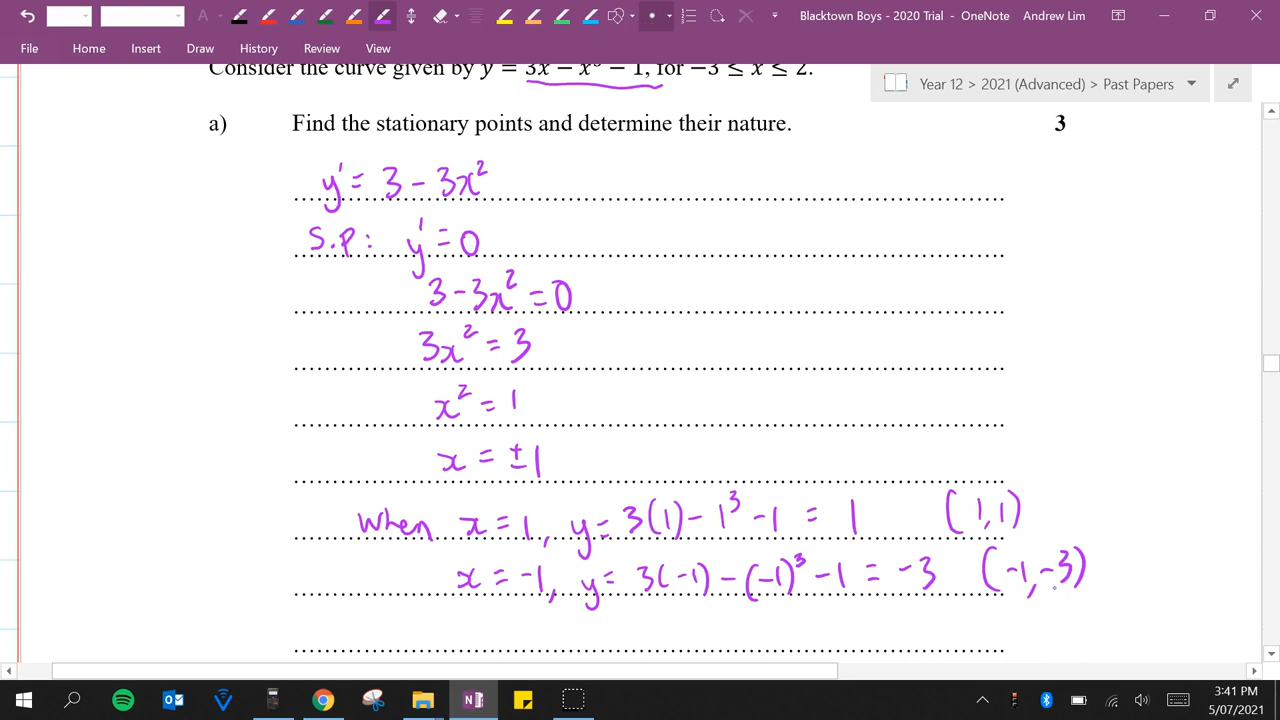 Blacktown Boys - 2020 Trial - OneNote
Andrew Lim
File Home Insert Draw History Review View
Consider the curve given by y = 3x − x³ − 1, for −3 ≤ x ≤ 2.
Year 12 > 2021 (Advanced) > Past Papers
a) Find the stationary points and determine their nature. 3
y' = 3 - 3x²
S.P: y' = 0
3 - 3x² = 0
3x² = 3
x² = 1
x = ±1
when x = 1, y = 3(1) - 1³ - 1 = 1 (1,1)
x = -1, y = 3(-1) - (-1)³ - 1 = -3 (-1,-3)
3:41 PM
5/07/2021